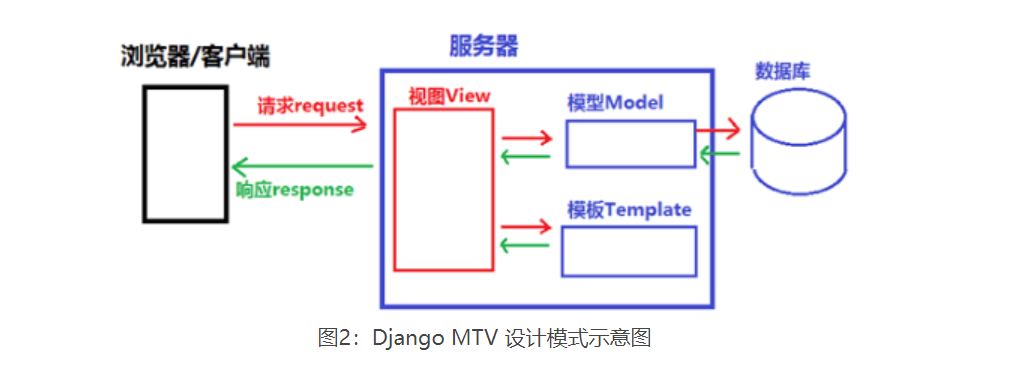 浏览器/客户端
服务器
数据库
请求request
视图View
模型Model
响应response
模板Template
图2：Django MTV 设计模式示意图